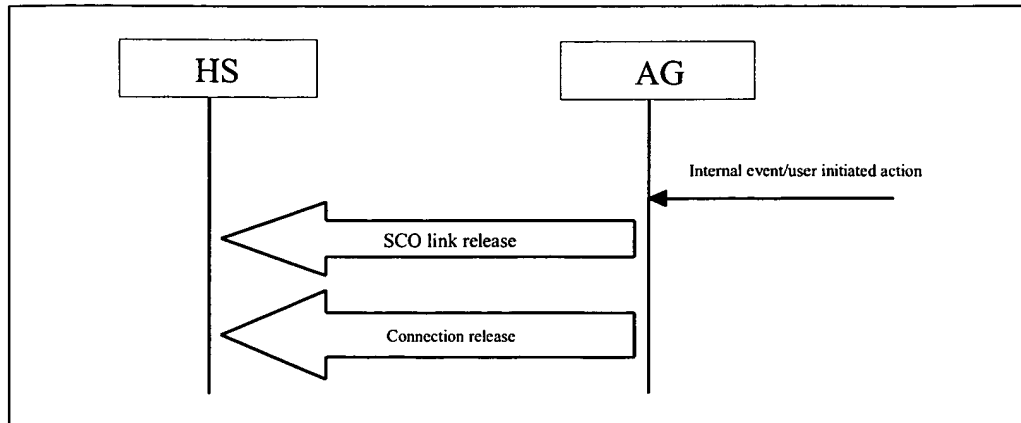 HS
AG
Internal event/user initiated action
SCO link release
Connection release